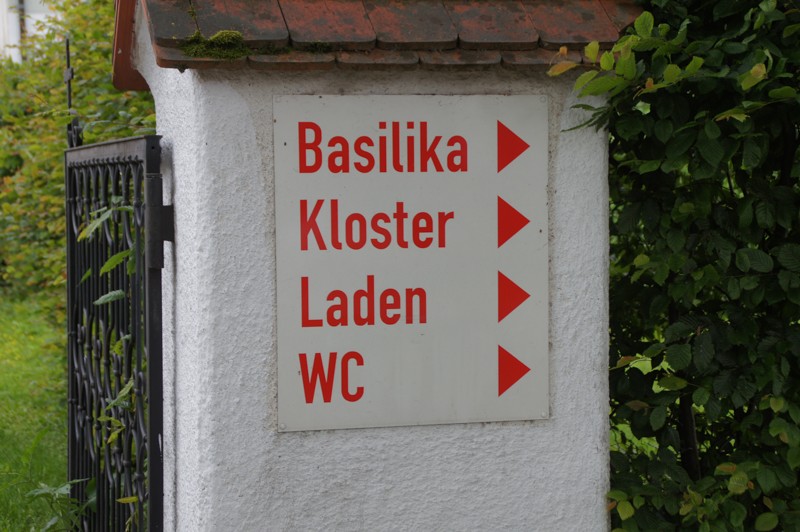 Basilika
Kloster
Laden
WC